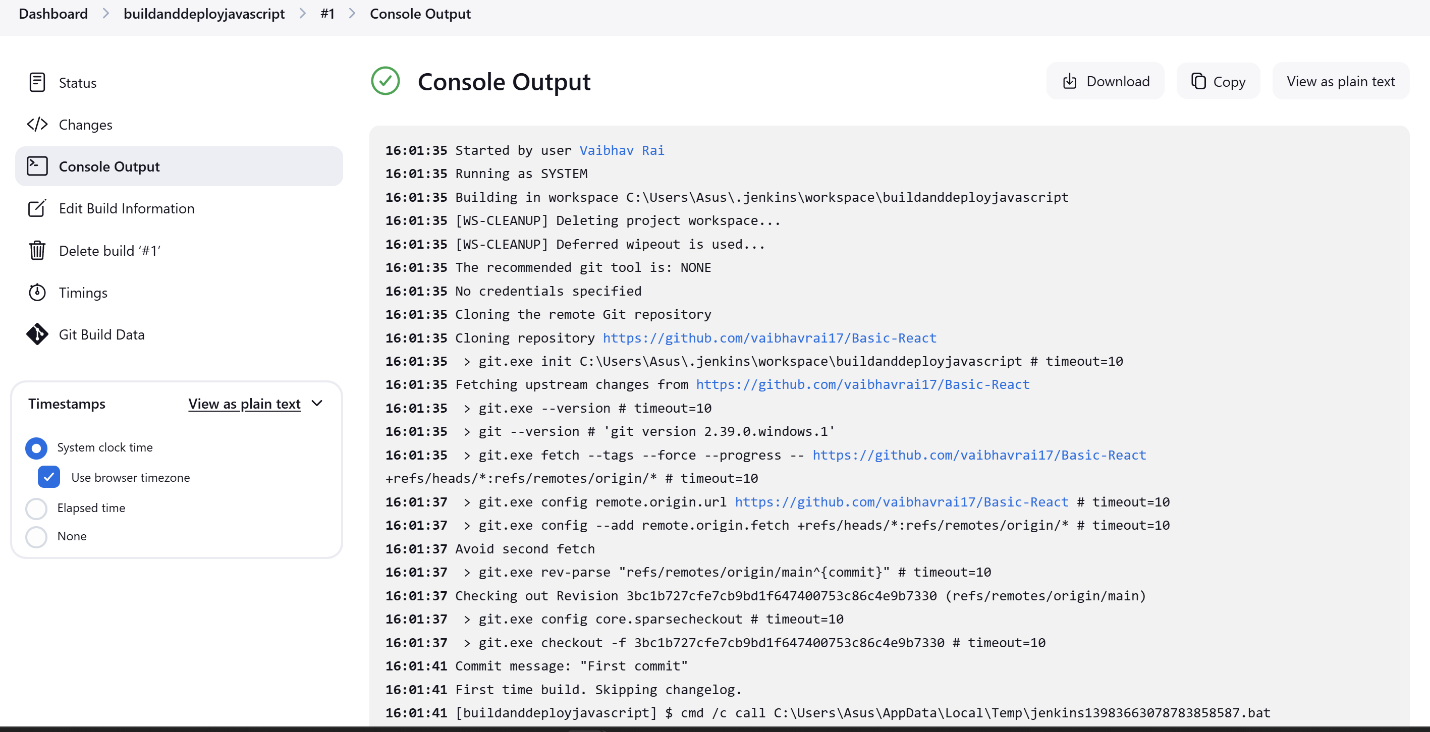 Dashboard > buildanddeployjavascript > #1 > Console Output
Status
Changes
Console Output
Edit Build Information
Delete build ‘#1’
Timings
Git Build Data
Timestamps View as plain text
System clock time
Use browser timezone
Elapsed time
None
Console Output
Download Copy View as plain text
16:01:35 Started by user Vaibhav Rai
16:01:35 Running as SYSTEM
16:01:35 Building in workspace C:\Users\Asus\.jenkins\workspace\buildanddeployjavascript
16:01:35 [WS-CLEANUP] Deleting project workspace...
16:01:35 [WS-CLEANUP] Deferred wipeout is used...
16:01:35 The recommended git tool is: NONE
16:01:35 No credentials specified
16:01:35 Cloning the remote Git repository
16:01:35 Cloning repository https://github.com/vaibhavrai17/Basic-React
16:01:35  > git.exe init C:\Users\Asus\.jenkins\workspace\buildanddeployjavascript # timeout=10
16:01:35 Fetching upstream changes from https://github.com/vaibhavrai17/Basic-React
16:01:35  > git.exe --version # timeout=10
16:01:35  > git --version # 'git version 2.39.0.windows.1'
16:01:35  > git.exe fetch --tags --force --progress -- https://github.com/vaibhavrai17/Basic-React
+refs/heads/*:refs/remotes/origin/* # timeout=10
16:01:37  > git.exe config remote.origin.url https://github.com/vaibhavrai17/Basic-React # timeout=10
16:01:37  > git.exe config --add remote.origin.fetch +refs/heads/*:refs/remotes/origin/* # timeout=10
16:01:37 Avoid second fetch
16:01:37  > git.exe rev-parse "refs/remotes/origin/main^{commit}" # timeout=10
16:01:37 Checking out Revision 3bc1b727cfe7cb9bd1f647400753c86c4e9b7330 (refs/remotes/origin/main)
16:01:37  > git.exe config core.sparsecheckout # timeout=10
16:01:37  > git.exe checkout -f 3bc1b727cfe7cb9bd1f647400753c86c4e9b7330 # timeout=10
16:01:41 Commit message: "First commit"
16:01:41 First time build. Skipping changelog.
16:01:41 [buildanddeployjavascript] $ cmd /c call C:\Users\Asus\AppData\Local\Temp\jenkins13983663078783858587.bat